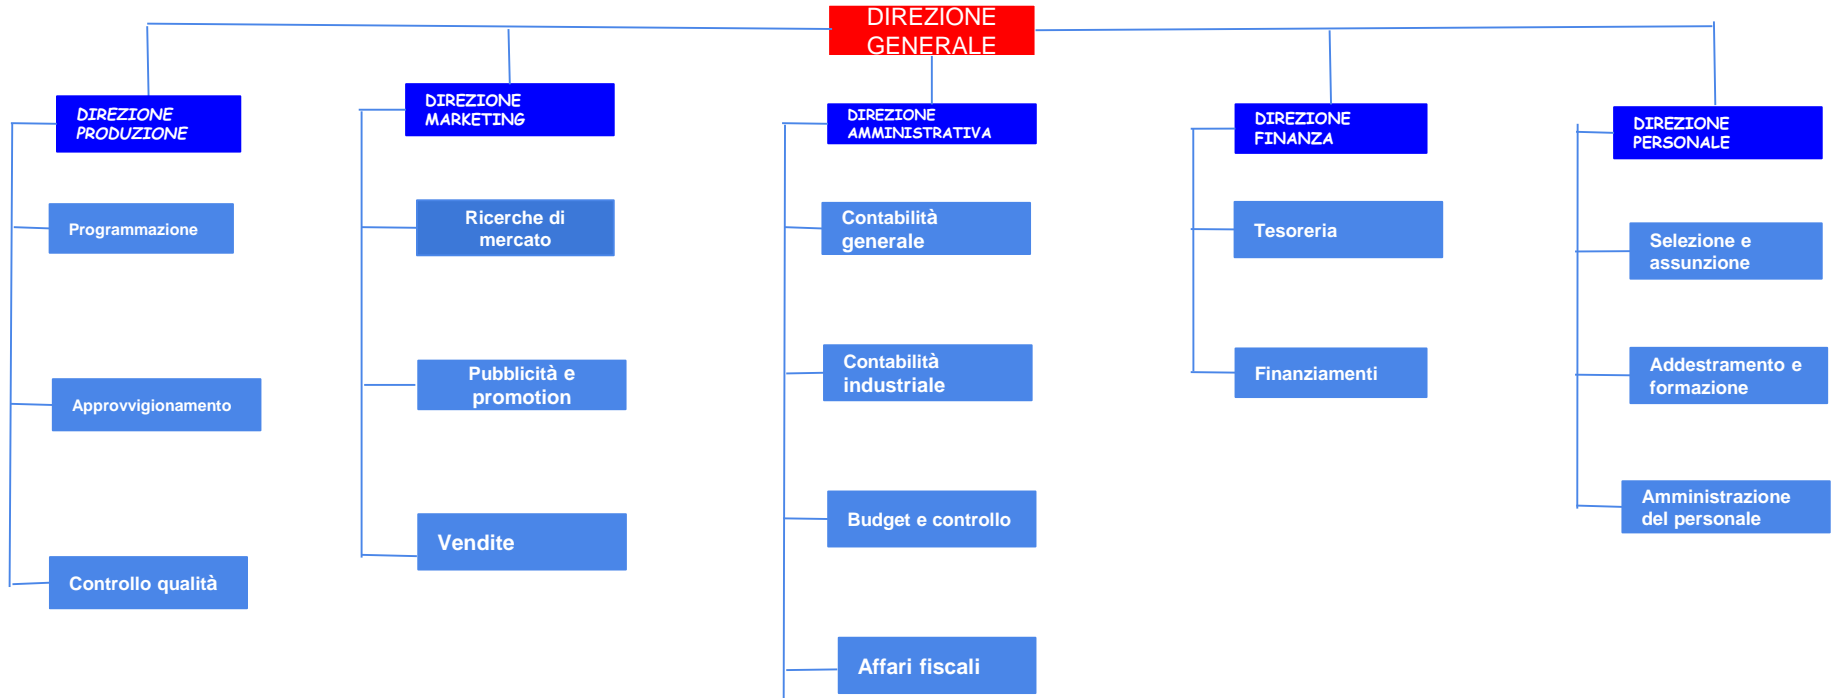 DIREZIONE
GENERALE
DIREZIONE
PRODUZIONE
Programmazione
Approvvigionamento
Controllo qualità
DIREZIONE
MARKETING
Ricerche di
mercato
Pubblicità e
promotion
Vendite
DIREZIONE
AMMINISTRATIVA
Contabilità
generale
Contabilità
industriale
Budget e controllo
Affari fiscali
DIREZIONE
FINANZA
Tesoreria
Finanziamenti
DIREZIONE
PERSONALE
Selezione e
assunzione
Addestramento e
formazione
Amministrazione
del personale